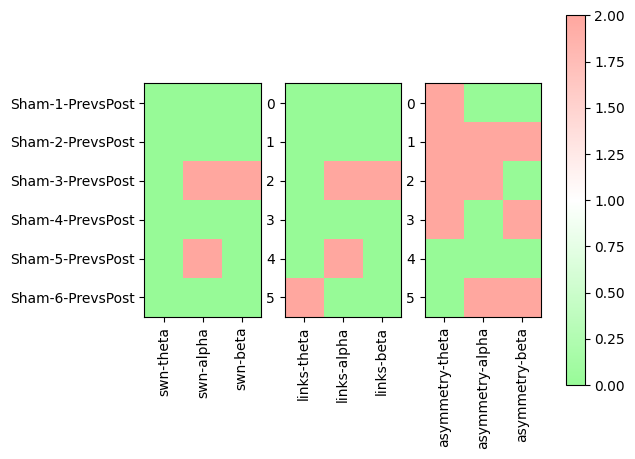 Sham-1-PrevsPost
Sham-2-PrevsPost
Sham-3-PrevsPost
Sham-4-PrevsPost
Sham-5-PrevsPost
Sham-6-PrevsPost
swn-theta
swn-alpha
swn-beta
0
1
2
3
4
5
links-theta
links-alpha
links-beta
0
1
2
3
4
5
asymmetry-theta
asymmetry-alpha
asymmetry-beta
2.00
1.75
1.50
1.25
1.00
0.75
0.50
0.25
0.00